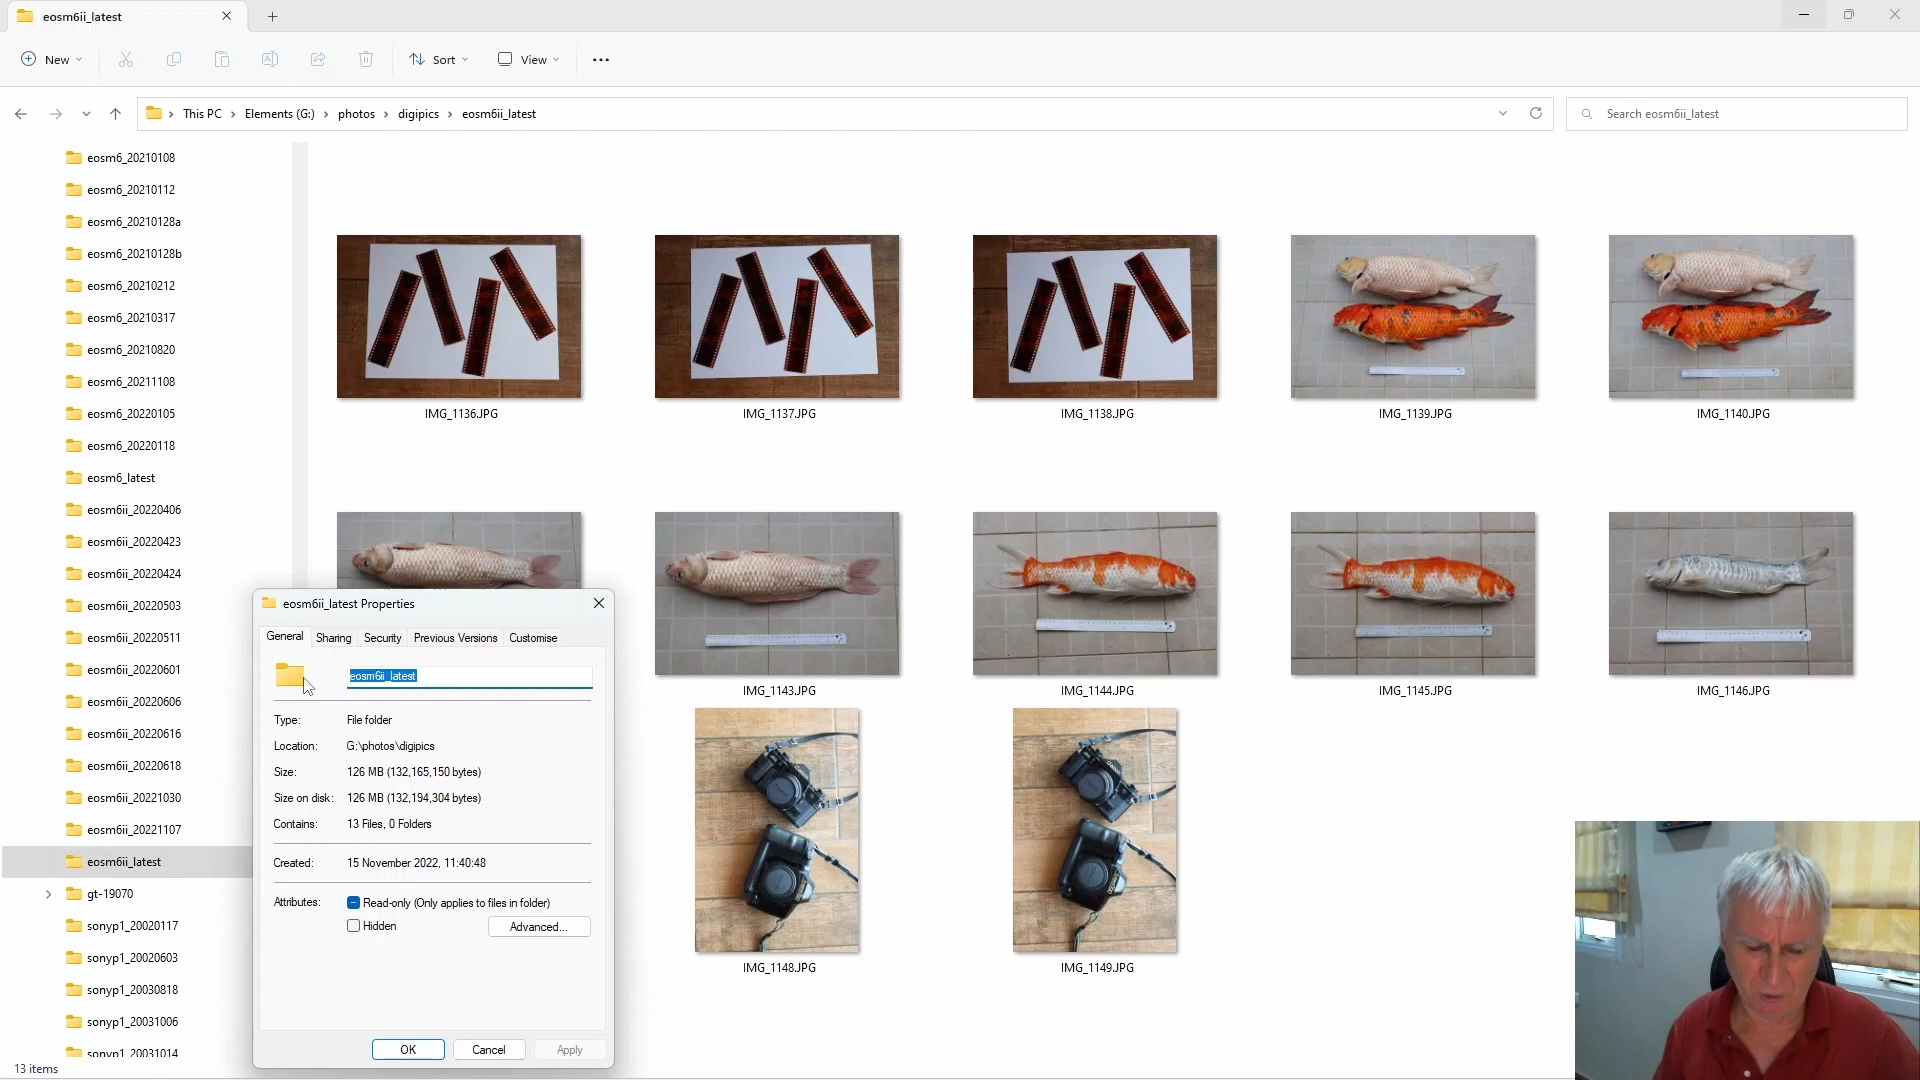 eosm6ii_latest
New
Sort
View
This PC
Elements (G:)
photos
digipics
eosm6ii_latest
Search eosm6ii_latest
eosm6_20210108
eosm6_20210112
eosm6_20210128a
eosm6_20210128b
eosm6_20210212
eosm6_20210317
eosm6_20210820
eosm6_20211108
eosm6_20220105
eosm6_20220118
eosm6_latest
eosm6ii_20220406
eosm6ii_20220423
eosm6ii_20220424
eosm6ii_20220503
eosm6ii_20220511
eosm6ii_20220601
eosm6ii_20220606
eosm6ii_20220616
eosm6ii_20220618
eosm6ii_20221030
eosm6ii_20221107
eosm6ii_latest
gt-19070
sonyp1_20020117
sonyp1_20020603
sonyp1_20030818
sonyp1_20031006
sonyp1_20031014
13 items
IMG_1136.JPG
IMG_1137.JPG
IMG_1138.JPG
IMG_1139.JPG
IMG_1140.JPG
IMG_1143.JPG
IMG_1144.JPG
IMG_1145.JPG
IMG_1146.JPG
IMG_1148.JPG
IMG_1149.JPG
eosm6ii_latest Properties
General
Sharing
Security
Previous Versions
Customise
eosm6ii_latest
Type: File folder
Location: G:\photos\digipics
Size: 126 MB (132,165,150 bytes)
Size on disk: 126 MB (132,194,304 bytes)
Contains: 13 Files, 0 Folders
Created: 15 November 2022, 11:40:48
Attributes: Read-only (Only applies to files in folder)
Hidden
Advanced...
OK
Cancel
Apply